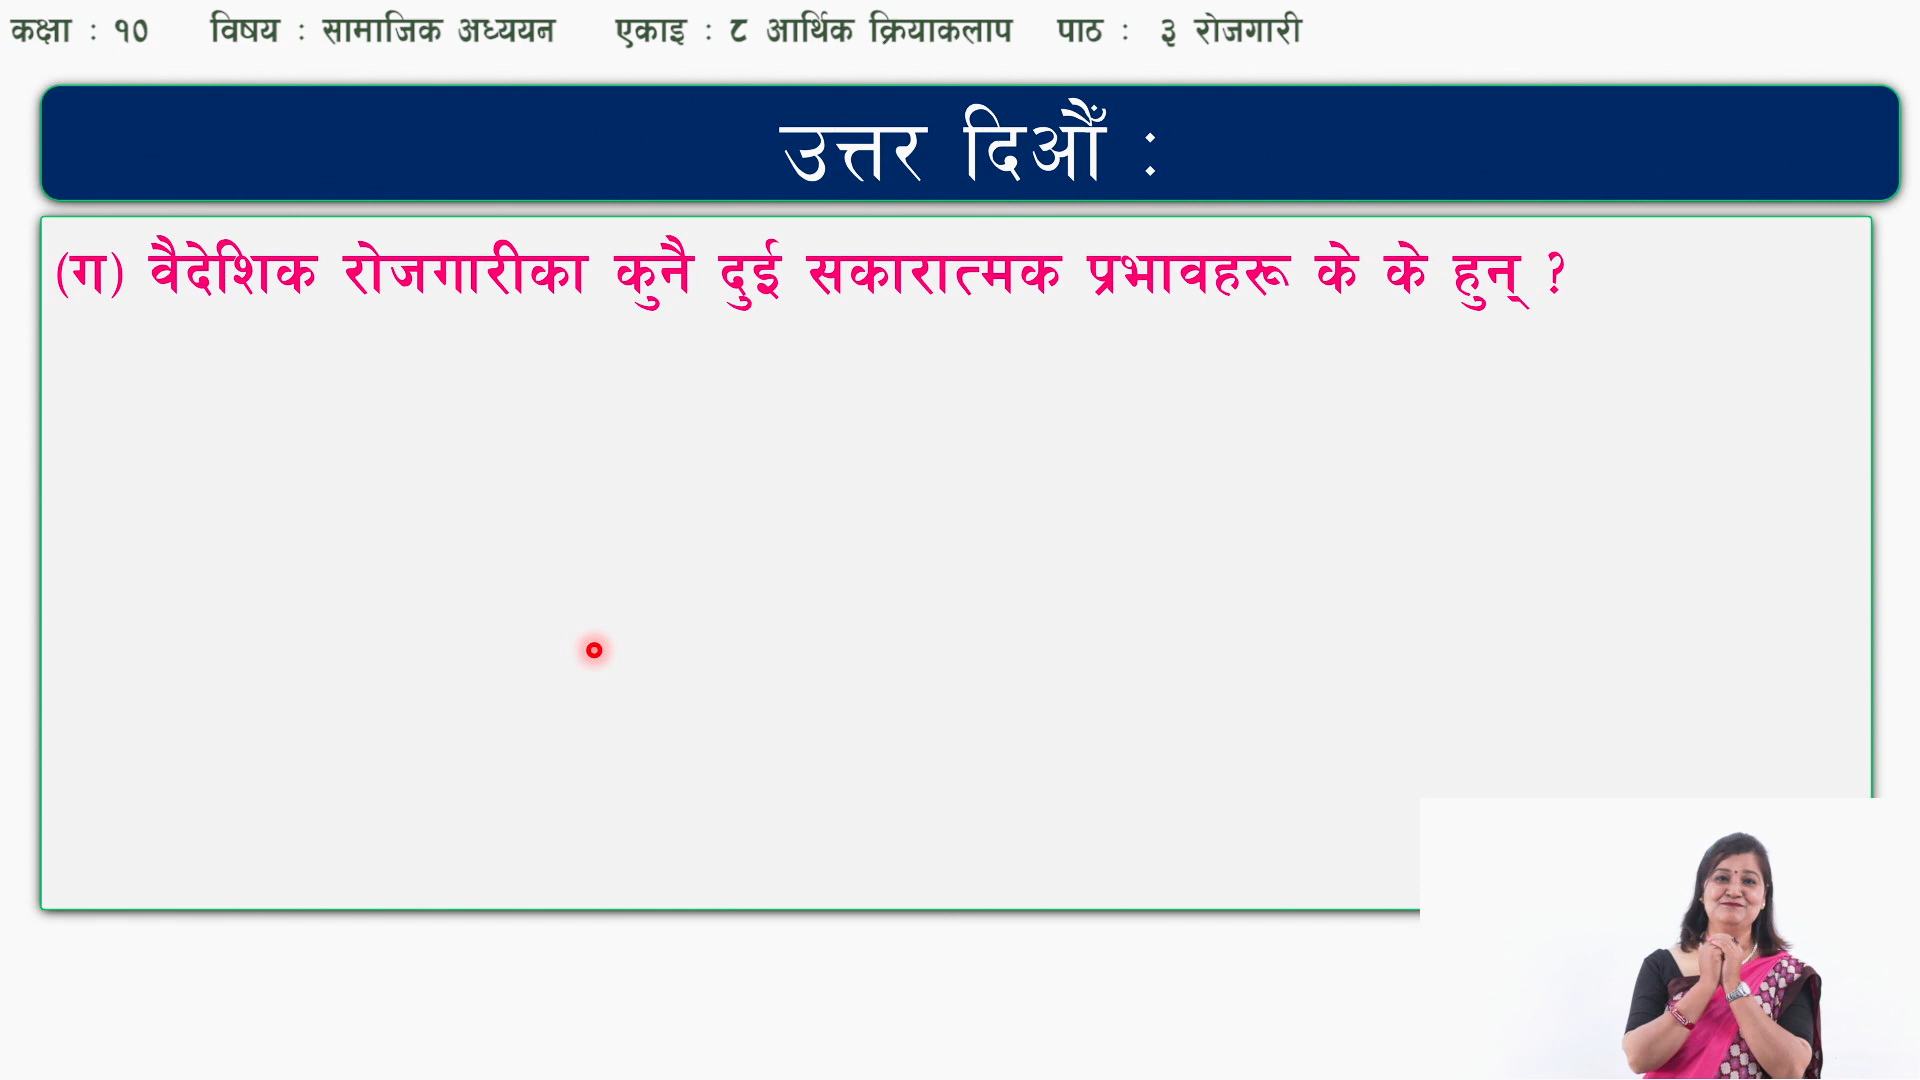 कक्षा : १० विषय : सामाजिक अध्ययन एकाइ : ८ आर्थिक क्रियाकलाप पाठ : ३ रोजगारी
उत्तर दिऔँ :
(ग) वैदेशिक रोजगारीका कुनै दुई सकारात्मक प्रभावहरू के के हुन् ?